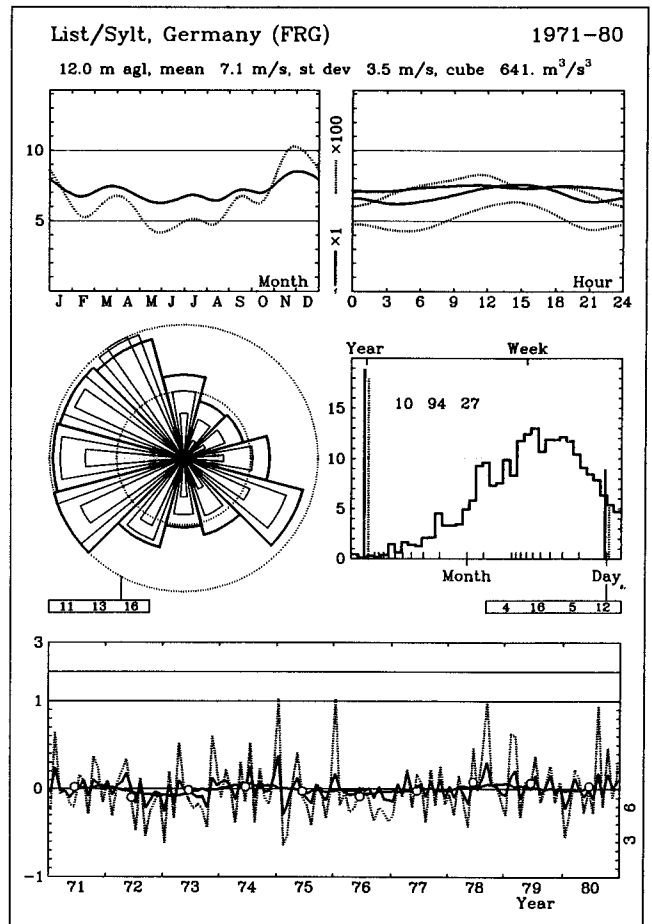 List/Sylt, Germany (FRG) 1971–80
12.0 m agl, mean 7.1 m/s, st dev 3.5 m/s, cube 641. m³/s³
10
5
J F M A M J J A S O N D
Month
×1 ×100
0 3 6 9 12 15 18 21 24
Hour
Year Week
15
10
5
0
10 94 27
Month Day
11 13 16
4 16 5 12
3
1
0
-1
3 6
71 72 73 74 75 76 77 78 79 80
Year